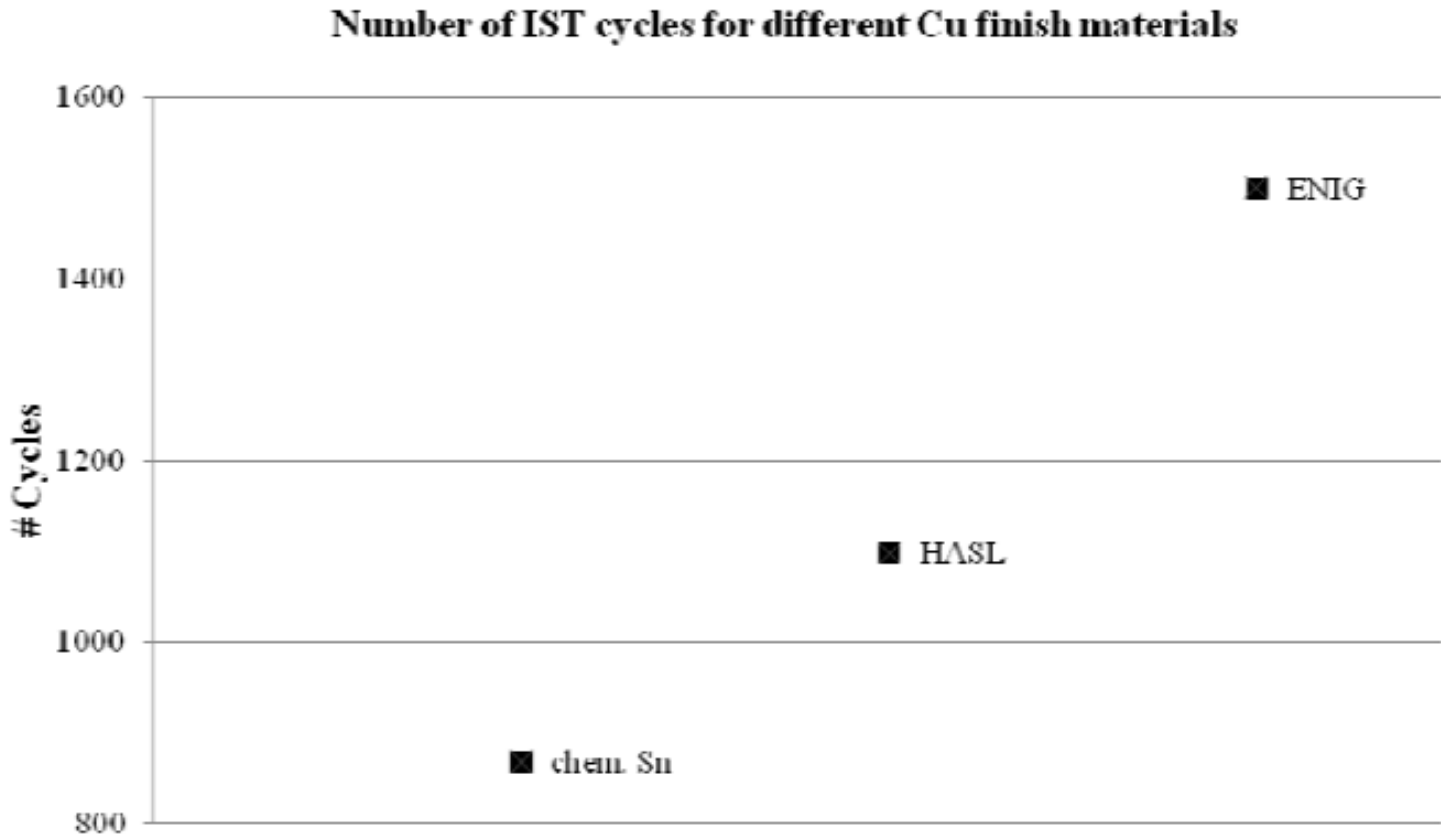 Number of IST cycles for different Cu finish materials
1600
ENIG
1400
# Cycles
1200
HASL
1000
chem. Sn
800